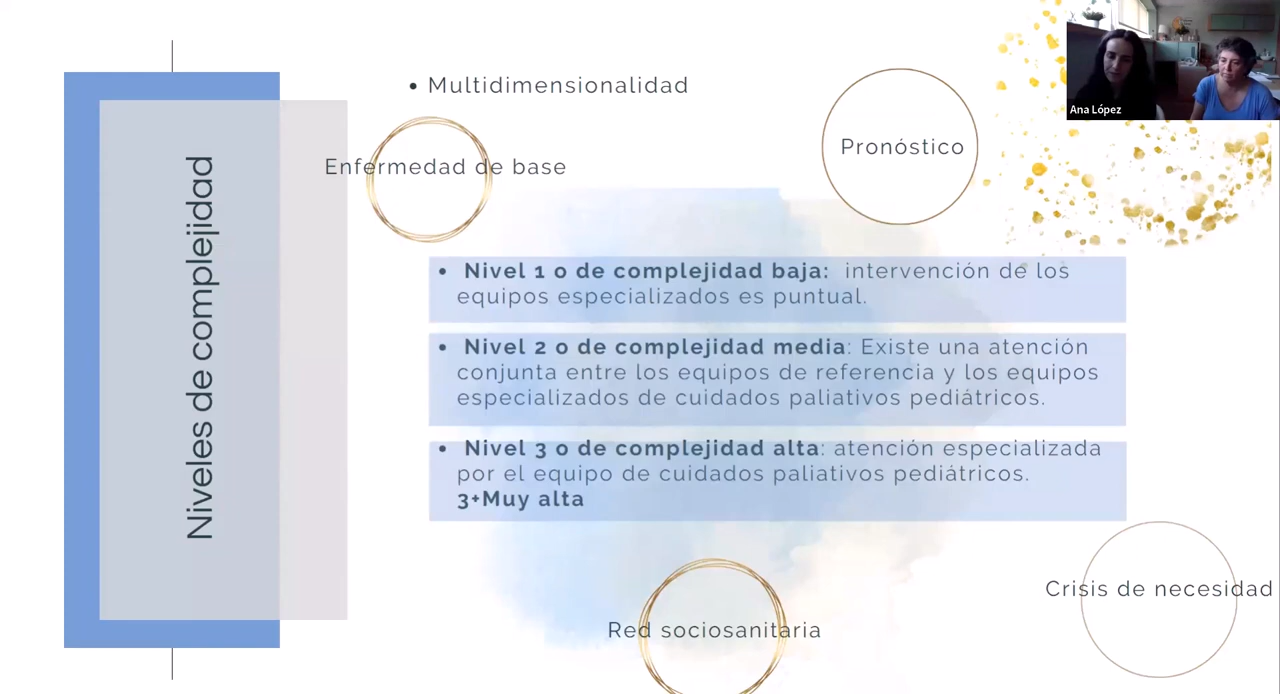 Niveles de complejidad
• Multidimensionalidad
Enfermedad de base
Pronóstico
Ana López
• Nivel 1 o de complejidad baja: intervención de los
equipos especializados es puntual.
• Nivel 2 o de complejidad media: Existe una atención
conjunta entre los equipos de referencia y los equipos
especializados de cuidados paliativos pediátricos.
• Nivel 3 o de complejidad alta: atención especializada
por el equipo de cuidados paliativos pediátricos.
3+Muy alta
Crisis de necesidad
Red sociosanitaria